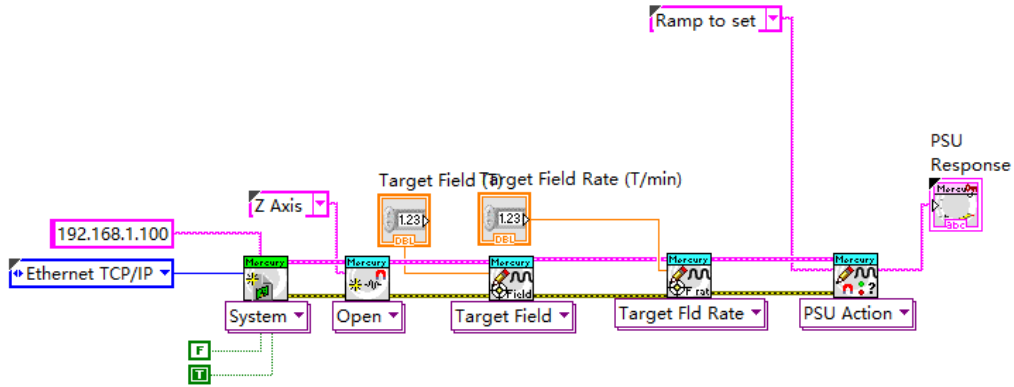 Ramp to set
PSU
Response
Target Field (T)
Target Field Rate (T/min)
Z Axis
1.23
DBL
1.23
DBL
Mercury
abc
192.168.1.100
Ethernet TCP/IP
Mercury
Mercury
Mercury
Field
Mercury
F rat
Mercury
?
System
Open
Target Field
Target Fld Rate
PSU Action
F
T